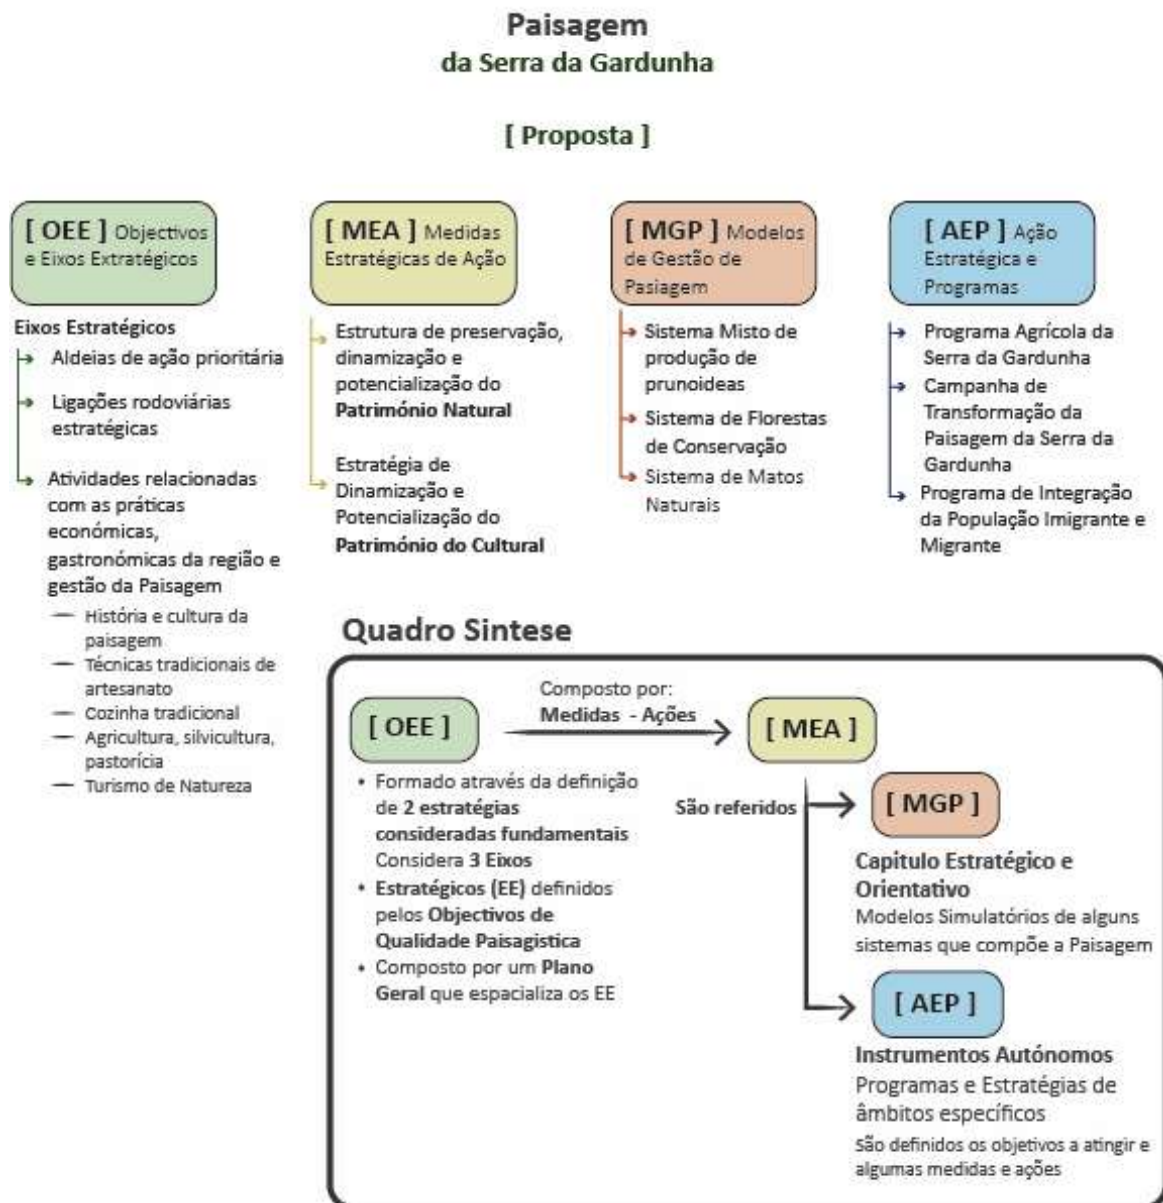 Paisagem
da Serra da Gardunha
[ Proposta ]
[ OEE ] Objectivos
e Eixos Extratégicos
Eixos Estratégicos
Aldeias de ação prioritária
Ligações rodoviárias
estratégicas
Atividades relacionadas
com as práticas
económicas,
gastronómicas da região e
gestão da Paisagem
— História e cultura da
paisagem
— Técnicas tradicionais de
artesanato
— Cozinha tradicional
— Agricultura, silvicultura,
pastorícia
— Turismo de Natureza
[ MEA ] Medidas
Estratégicas de Ação
Estrutura de preservação,
dinamização e
potencialização do
Património Natural
Estratégia de
Dinamização e
Potencialização do
Património do Cultural
[ MGP ] Modelos
de Gestão de
Pasiagem
Sistema Misto de
produção de
prunoideas
Sistema de Florestas
de Conservação
Sistema de Matos
Naturais
[ AEP ] Ação
Estratégica e
Programas
Programa Agrícola da
Serra da Gardunha
Campanha de
Transformação da
Paisagem da Serra da
Gardunha
Programa de Integração
da População Imigrante e
Migrante
Quadro Sintese
[ OEE ]
Composto por:
Medidas - Ações
[ MEA ]
• Formado através da definição
de 2 estratégias
consideradas fundamentais
Considera 3 Eixos
• Estratégicos (EE) definidos
pelos Objectivos de
Qualidade Paisagistica
• Composto por um Plano
Geral que espacializa os EE
São referidos
[ MGP ]
Capitulo Estratégico e
Orientativo
Modelos Simulatórios de alguns
sistemas que compõe a Paisagem
[ AEP ]
Instrumentos Autónomos
Programas e Estratégias de
âmbitos específicos
São definidos os objetivos a atingir e
algumas medidas e ações